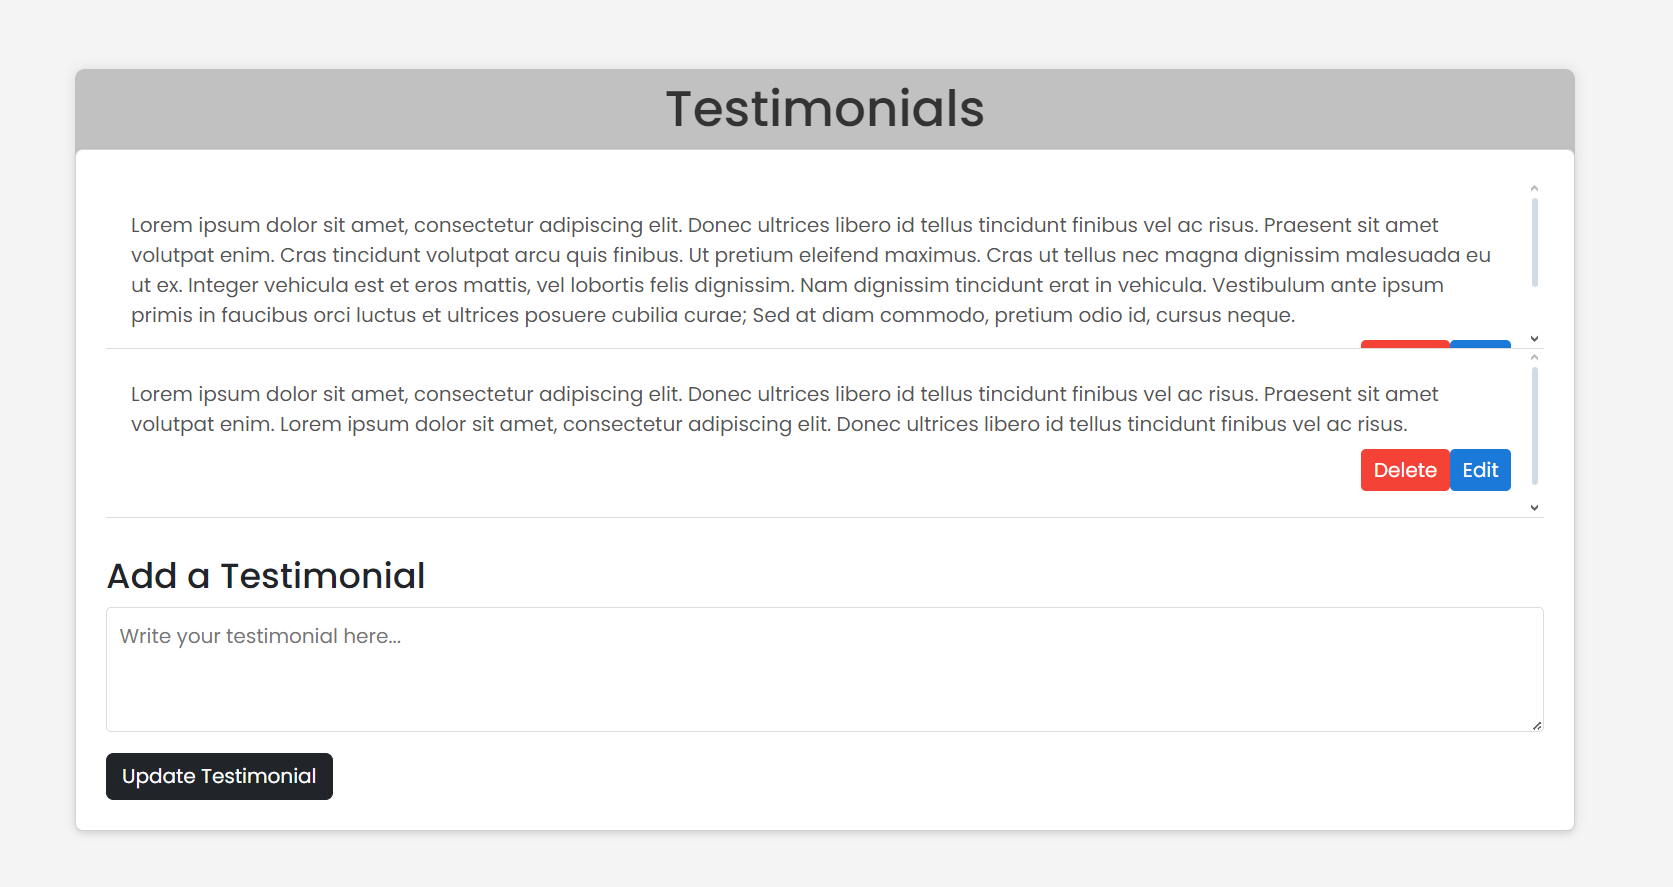 Testimonials
Lorem ipsum dolor sit amet, consectetur adipiscing elit. Donec ultrices libero id tellus tincidunt finibus vel ac risus. Praesent sit amet
volutpat enim. Cras tincidunt volutpat arcu quis finibus. Ut pretium eleifend maximus. Cras ut tellus nec magna dignissim malesuada eu
ut ex. Integer vehicula est et eros mattis, vel lobortis felis dignissim. Nam dignissim tincidunt erat in vehicula. Vestibulum ante ipsum
primis in faucibus orci luctus et ultrices posuere cubilia curae; Sed at diam commodo, pretium odio id, cursus neque.
Lorem ipsum dolor sit amet, consectetur adipiscing elit. Donec ultrices libero id tellus tincidunt finibus vel ac risus. Praesent sit amet
volutpat enim. Lorem ipsum dolor sit amet, consectetur adipiscing elit. Donec ultrices libero id tellus tincidunt finibus vel ac risus.
Delete Edit
Add a Testimonial
Write your testimonial here...
Update Testimonial